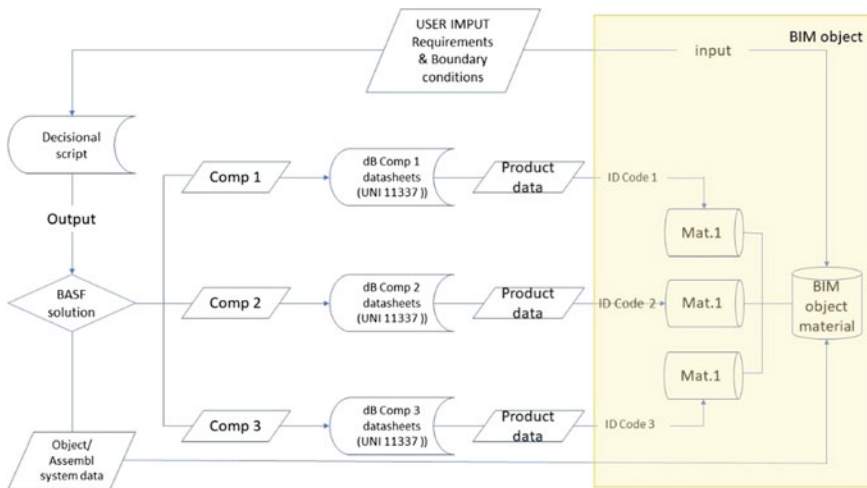 USER IMPUT
Requirements
& Boundary
conditions
BIM object
input
Decisional
script
Output
BASF
solution
Comp 1
dB Comp 1
datasheets
(UNI 11337 ))
Product
data
ID Code 1
Mat.1
Comp 2
dB Comp 2
datasheets
(UNI 11337 ))
Product
data
ID Code 2
Mat.1
BIM
object
material
Comp 3
dB Comp 3
datasheets
(UNI 11337 ))
Product
data
ID Code 3
Mat.1
Object/
Assembl
system data